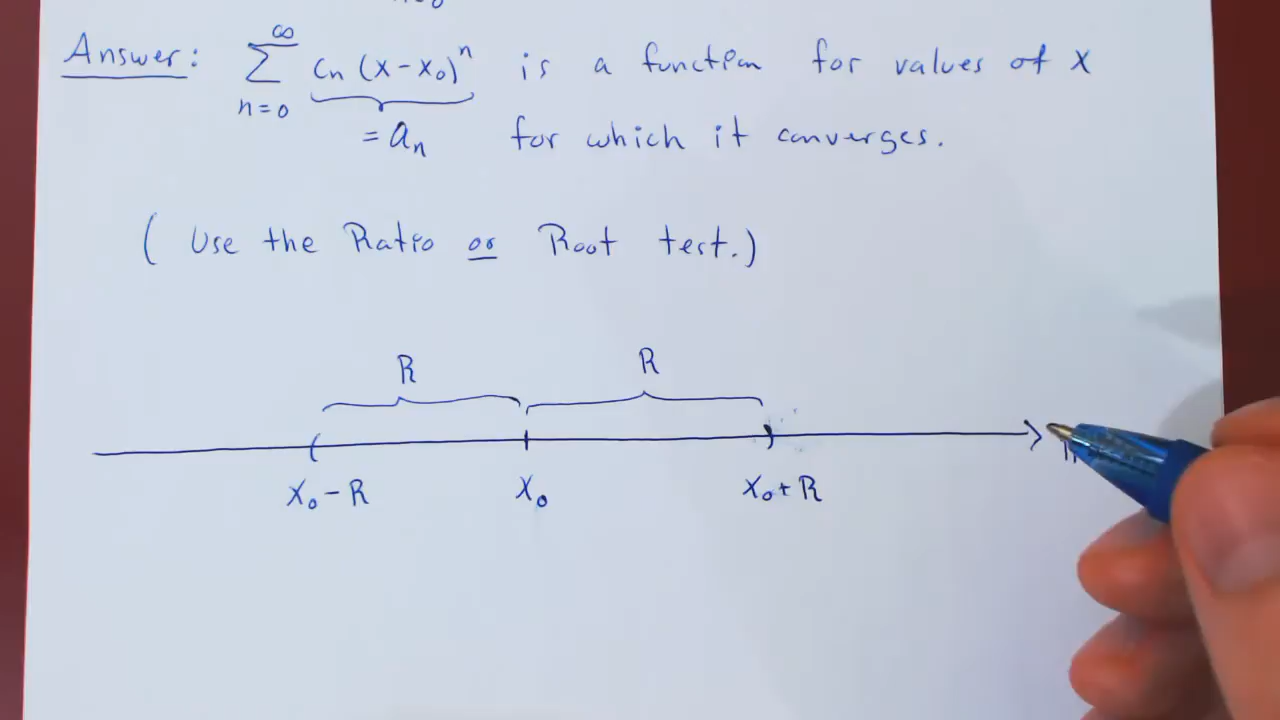 Answer: ∞∑n=0 cn (x-x0)^n is a function for values of x
= an for which it converges.
( Use the Ratio or Root test.)
R R
x0-R x0 x0+R